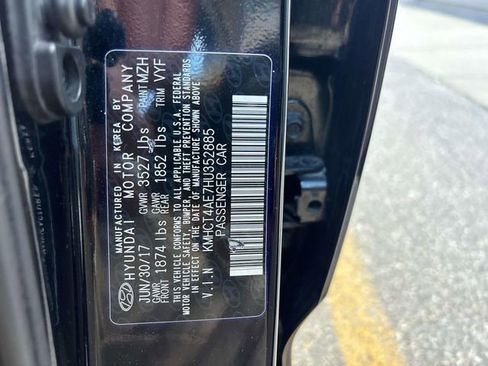 MANUFACTURED IN KOREA BY
HYUNDAI MOTOR COMPANY
JUN/30/17 GVWR 3527 lbs PAINT MZH
GAWR FRONT 1874 lbs GAWR REAR 1852 lbs TRIM VYF
THIS VEHICLE CONFORMS TO ALL APPLICABLE U.S.A. FEDERAL
MOTOR VEHICLE SAFETY, BUMPER, AND THEFT PREVENTION STANDARDS
IN EFFECT ON THE DATE OF MANUFACTURE SHOWN ABOVE.
V.I.N KMHCT4AE7HU352885
PASSENGER CAR